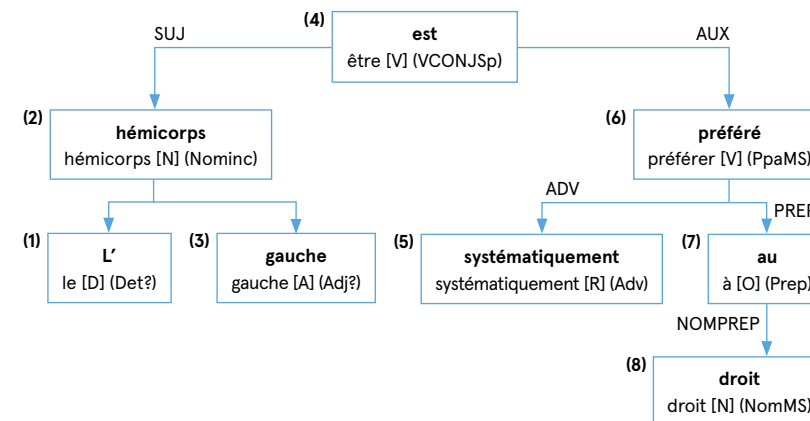 (4) est
être [V] (VCONJSp)
SUJ
AUX
(2) hémicorps
hémicorps [N] (Nominc)
(6) préféré
préférer [V] (PpaMS)
ADV
PREP
(1) L’
le [D] (Det?)
(3) gauche
gauche [A] (Adj?)
(5) systématiquement
systématiquement [R] (Adv)
(7) au
à [O] (Prep)
NOMPREP
(8) droit
droit [N] (NomMS)